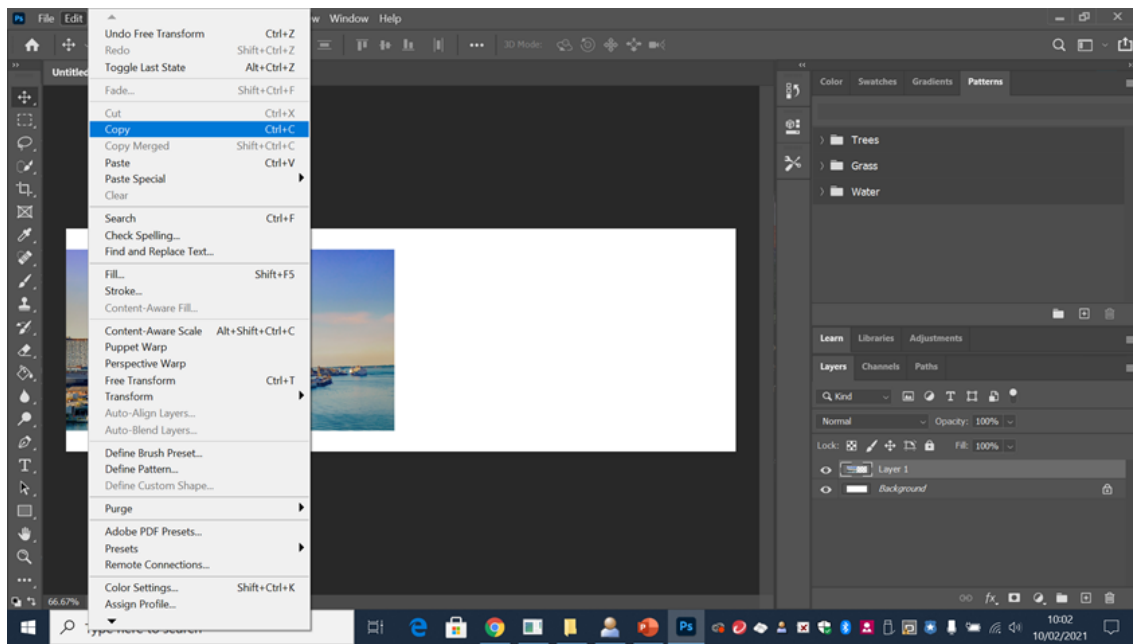 Ps File Edit w Window Help
Undo Free Transform Ctrl+Z
Redo Shift+Ctrl+Z
Toggle Last State Alt+Ctrl+Z
Fade... Shift+Ctrl+F
Cut Ctrl+X
Copy Ctrl+C
Copy Merged Shift+Ctrl+C
Paste Ctrl+V
Paste Special
Clear
Search Ctrl+F
Check Spelling...
Find and Replace Text...
Fill... Shift+F5
Stroke...
Content-Aware Fill...
Content-Aware Scale Alt+Shift+Ctrl+C
Puppet Warp
Perspective Warp
Free Transform Ctrl+T
Transform
Auto-Align Layers...
Auto-Blend Layers...
Define Brush Preset...
Define Pattern...
Define Custom Shape...
Purge
Adobe PDF Presets...
Presets
Remote Connections...
Color Settings... Shift+Ctrl+K
Assign Profile...
3D Mode:
Untitled
Color Swatches Gradients Patterns
Trees
Grass
Water
Learn Libraries Adjustments
Layers Channels Paths
Kind
Normal Opacity: 100%
Lock: Fill: 100%
Layer 1
Background
fx
66.67%
Type here to search
Ps
10:02
10/02/2021